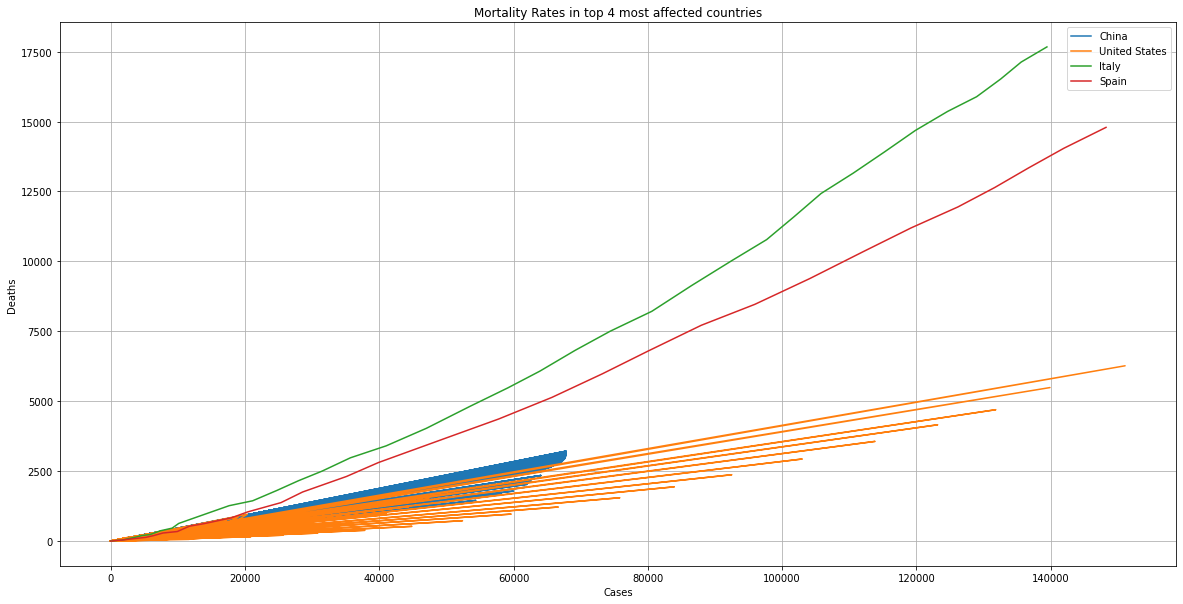 Mortality Rates in top 4 most affected countries
China
United States
Italy
Spain
17500
15000
12500
10000
7500
5000
2500
0
Deaths
0
20000
40000
60000
80000
100000
120000
140000
Cases